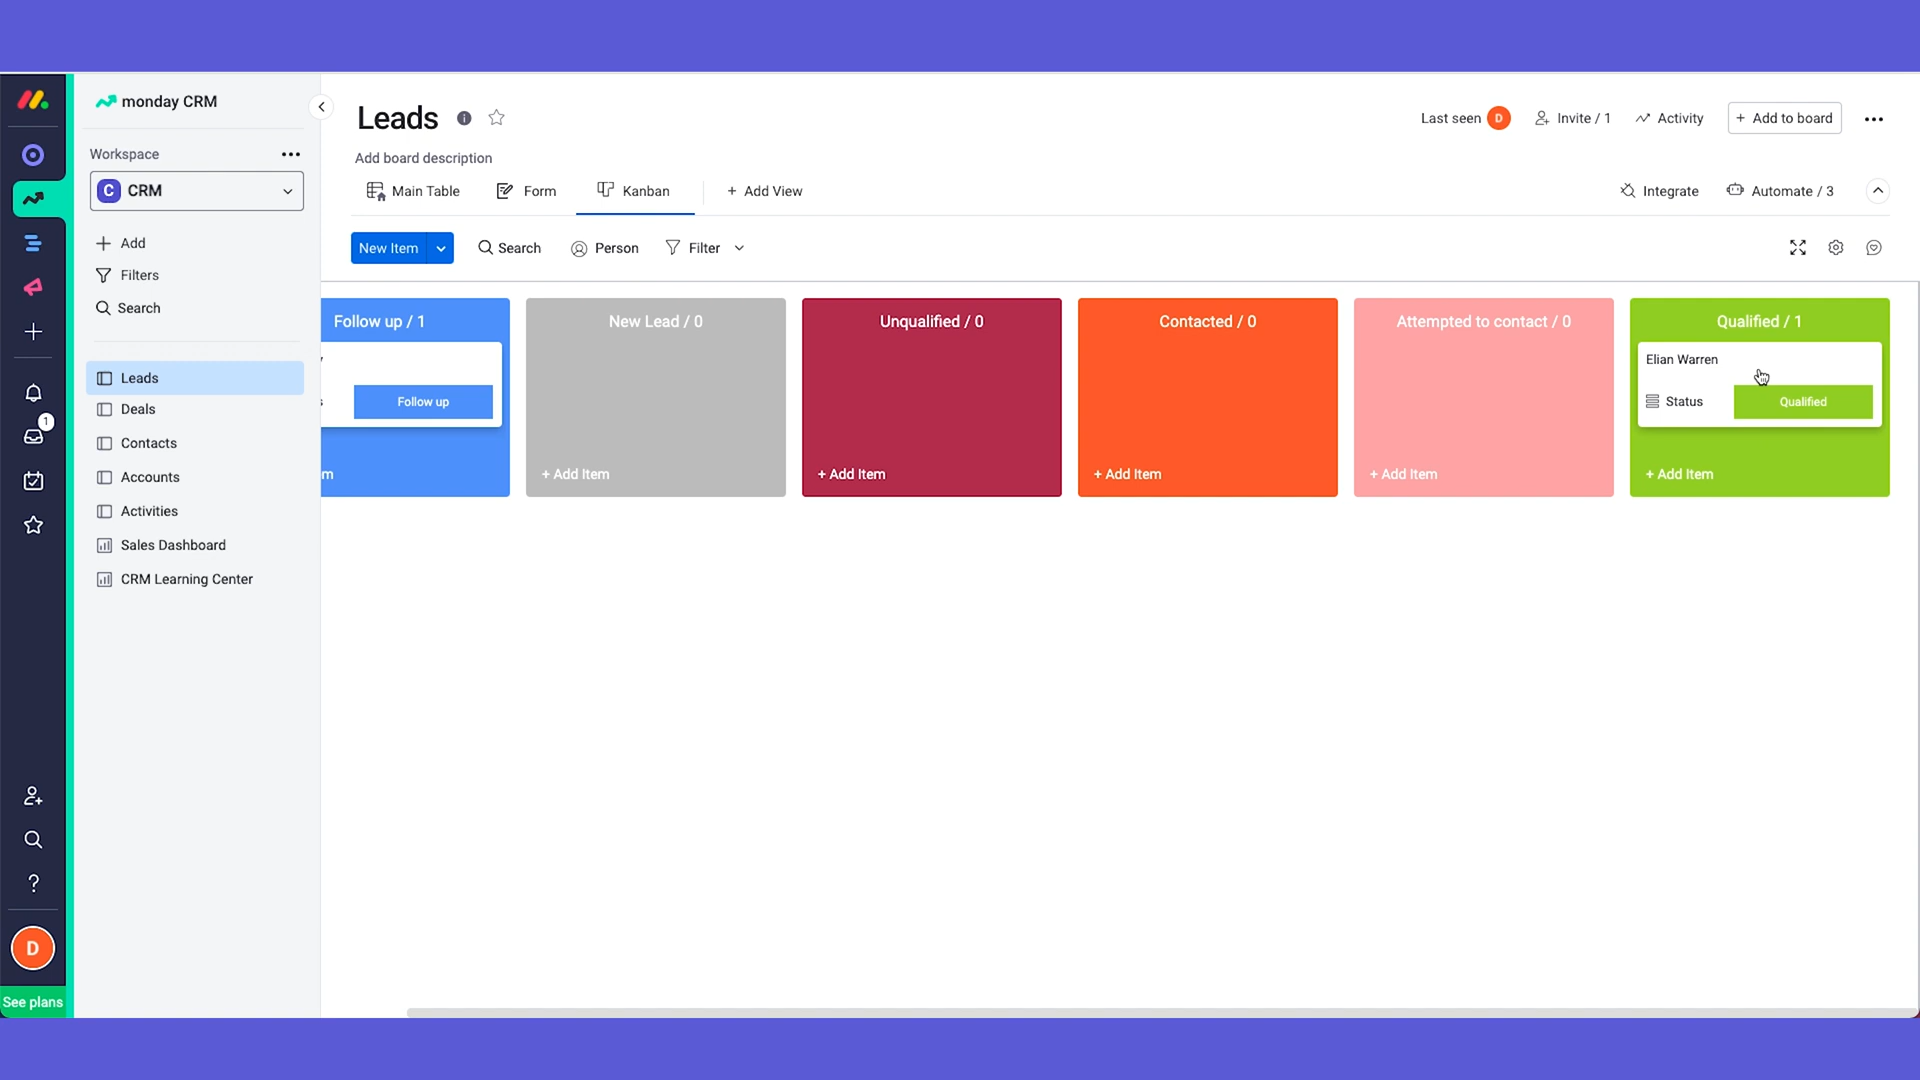 monday CRM
Workspace
C CRM
Add
Filters
Search
Leads
Deals
Contacts
Accounts
Activities
Sales Dashboard
CRM Learning Center
1
D
See plans
Leads
Last seen D
Invite / 1
Activity
+ Add to board
Add board description
Main Table
Form
Kanban
+ Add View
Integrate
Automate / 3
New Item
Search
Person
Filter
Follow up / 1
Follow up
New Lead / 0
+ Add Item
Unqualified / 0
+ Add Item
Contacted / 0
+ Add Item
Attempted to contact / 0
+ Add Item
Qualified / 1
Elian Warren
Status
Qualified
+ Add Item